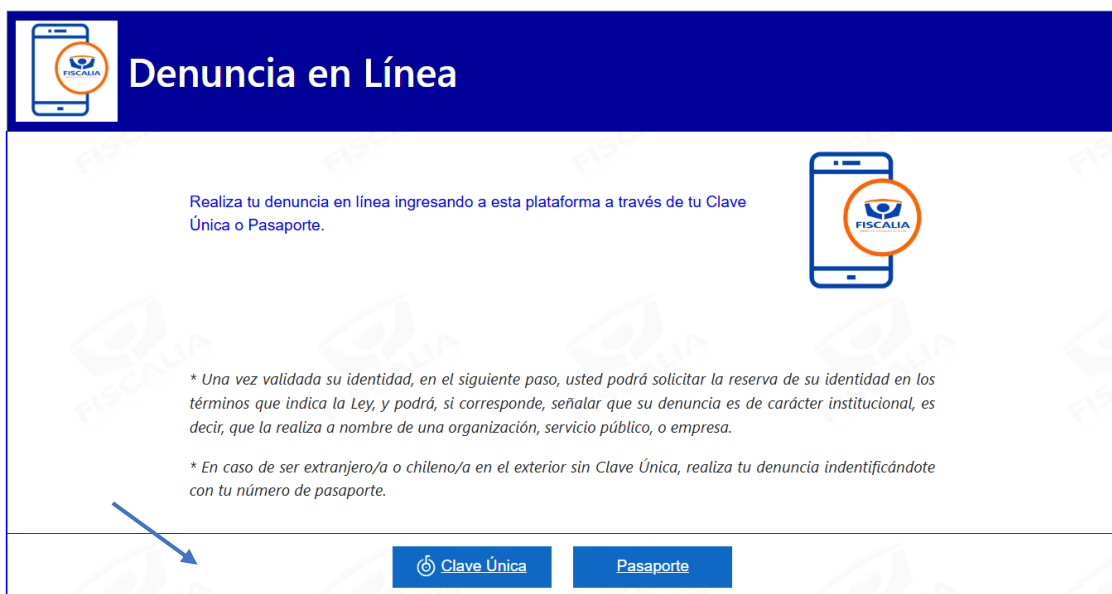 FISCALIA
Denuncia en Línea
Realiza tu denuncia en línea ingresando a esta plataforma a través de tu Clave
Única o Pasaporte.
FISCALIA
* Una vez validada su identidad, en el siguiente paso, usted podrá solicitar la reserva de su identidad en los
términos que indica la Ley, y podrá, si corresponde, señalar que su denuncia es de carácter institucional, es
decir, que la realiza a nombre de una organización, servicio público, o empresa.
* En caso de ser extranjero/a o chileno/a en el exterior sin Clave Única, realiza tu denuncia indentificándote
con tu número de pasaporte.
Clave Única
Pasaporte